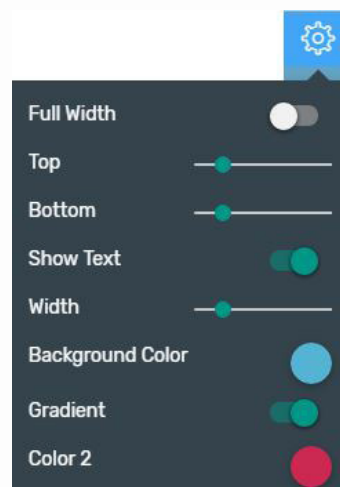 Full Width
Top
Bottom
Show Text
Width
Background Color
Gradient
Color 2